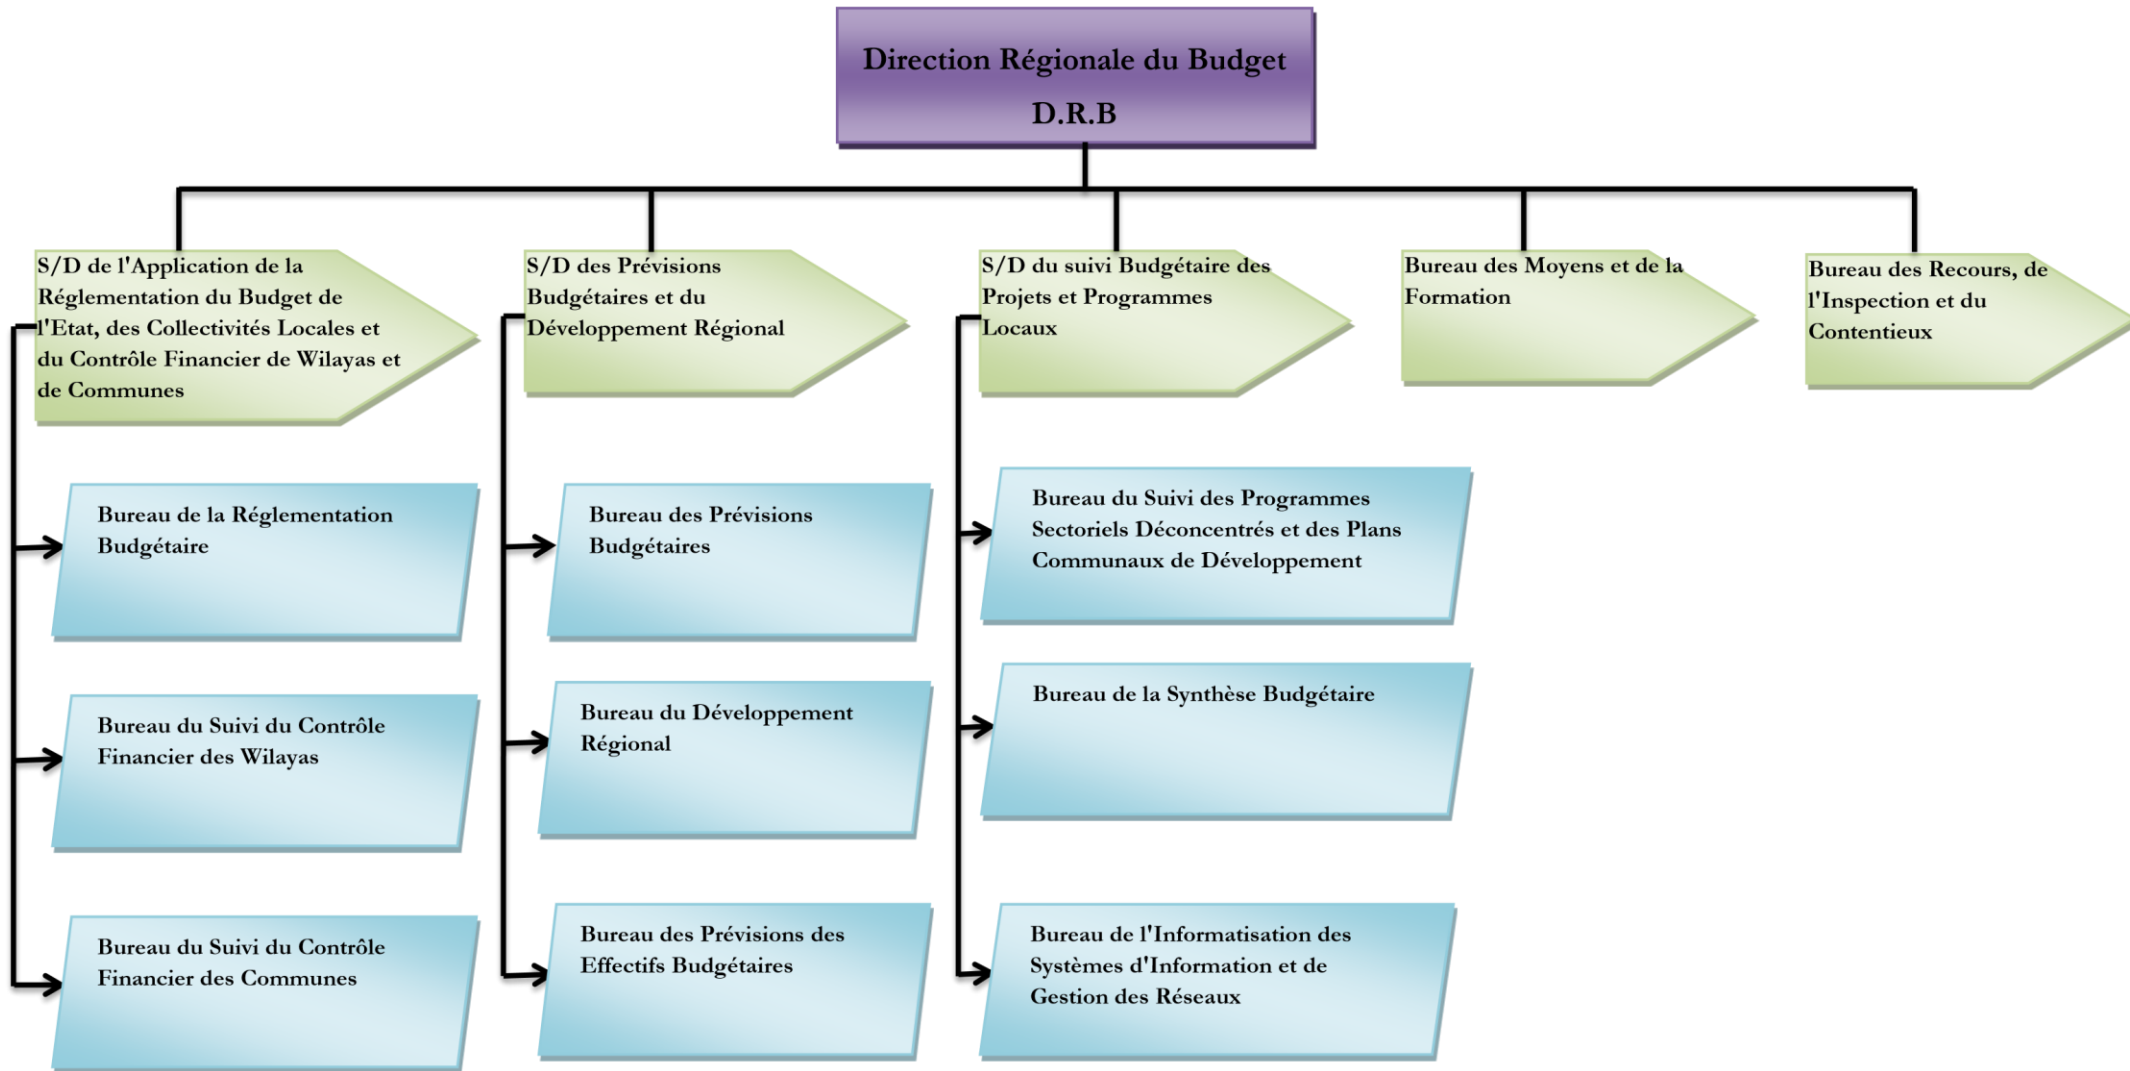 Direction Régionale du Budget
D.R.B
S/D de l'Application de la
Réglementation du Budget de
l'Etat, des Collectivités Locales et
du Contrôle Financier de Wilayas et
de Communes
S/D des Prévisions
Budgétaires et du
Développement Régional
S/D du suivi Budgétaire des
Projets et Programmes
Locaux
Bureau des Moyens et de la
Formation
Bureau des Recours, de
l'Inspection et du
Contentieux
Bureau de la Réglementation
Budgétaire
Bureau du Suivi du Contrôle
Financier des Wilayas
Bureau du Suivi du Contrôle
Financier des Communes
Bureau des Prévisions
Budgétaires
Bureau du Développement
Régional
Bureau des Prévisions des
Effectifs Budgétaires
Bureau du Suivi des Programmes
Sectoriels Déconcentrés et des Plans
Communaux de Développement
Bureau de la Synthèse Budgétaire
Bureau de l'Informatisation des
Systèmes d'Information et de
Gestion des Réseaux